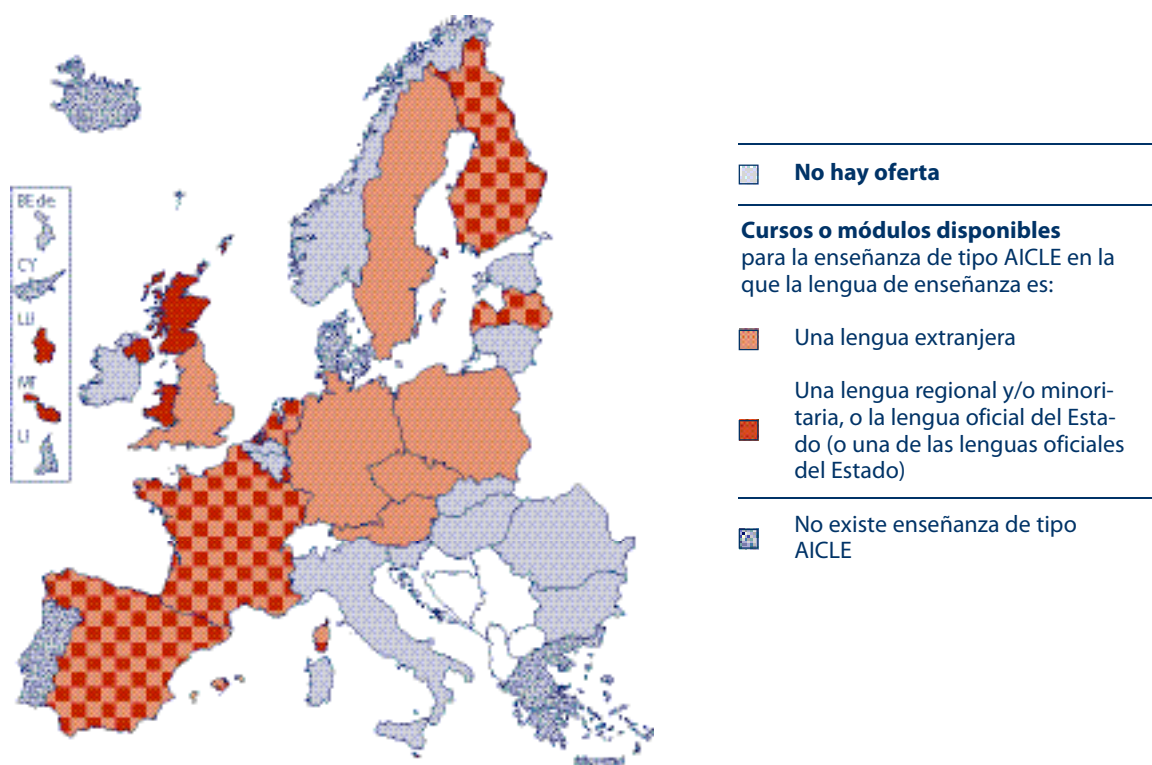 BE de
CY
LU
MT
LI
No hay oferta
Cursos o módulos disponibles
para la enseñanza de tipo AICLE en la
que la lengua de enseñanza es:
Una lengua extranjera
Una lengua regional y/o minori-
taria, o la lengua oficial del Esta-
do (o una de las lenguas oficiales
del Estado)
No existe enseñanza de tipo
AICLE